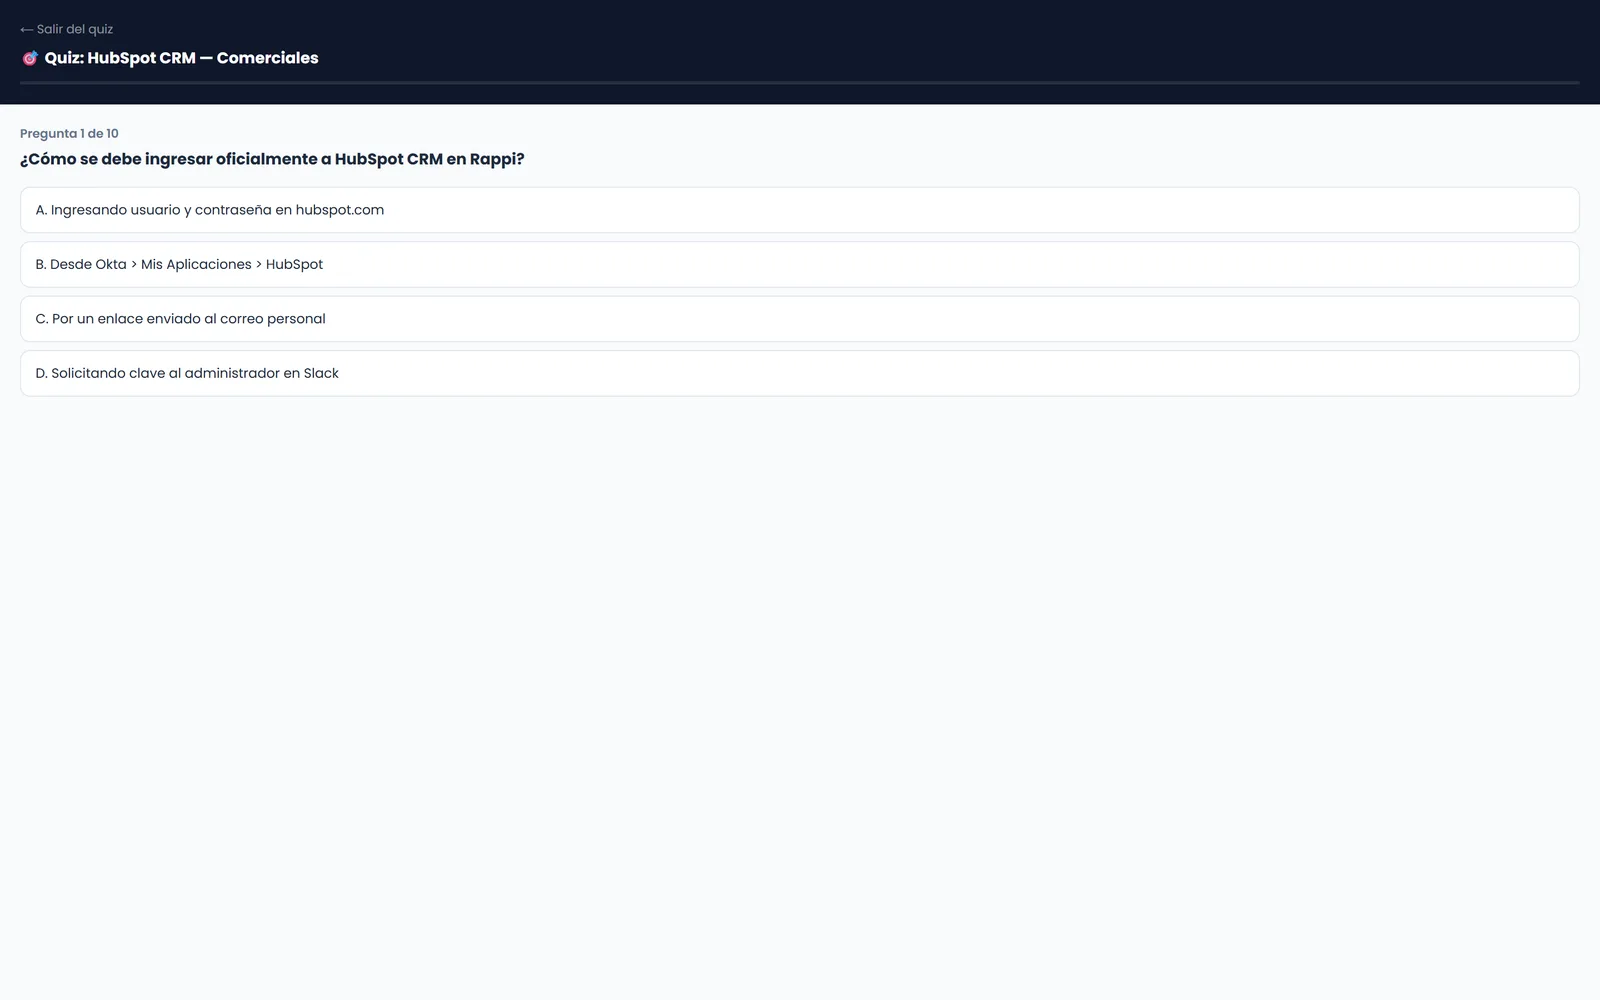 ← Salir del quiz
🎯 Quiz: HubSpot CRM — Comerciales
Pregunta 1 de 10
¿Cómo se debe ingresar oficialmente a HubSpot CRM en Rappi?
A. Ingresando usuario y contraseña en hubspot.com
B. Desde Okta > Mis Aplicaciones > HubSpot
C. Por un enlace enviado al correo personal
D. Solicitando clave al administrador en Slack